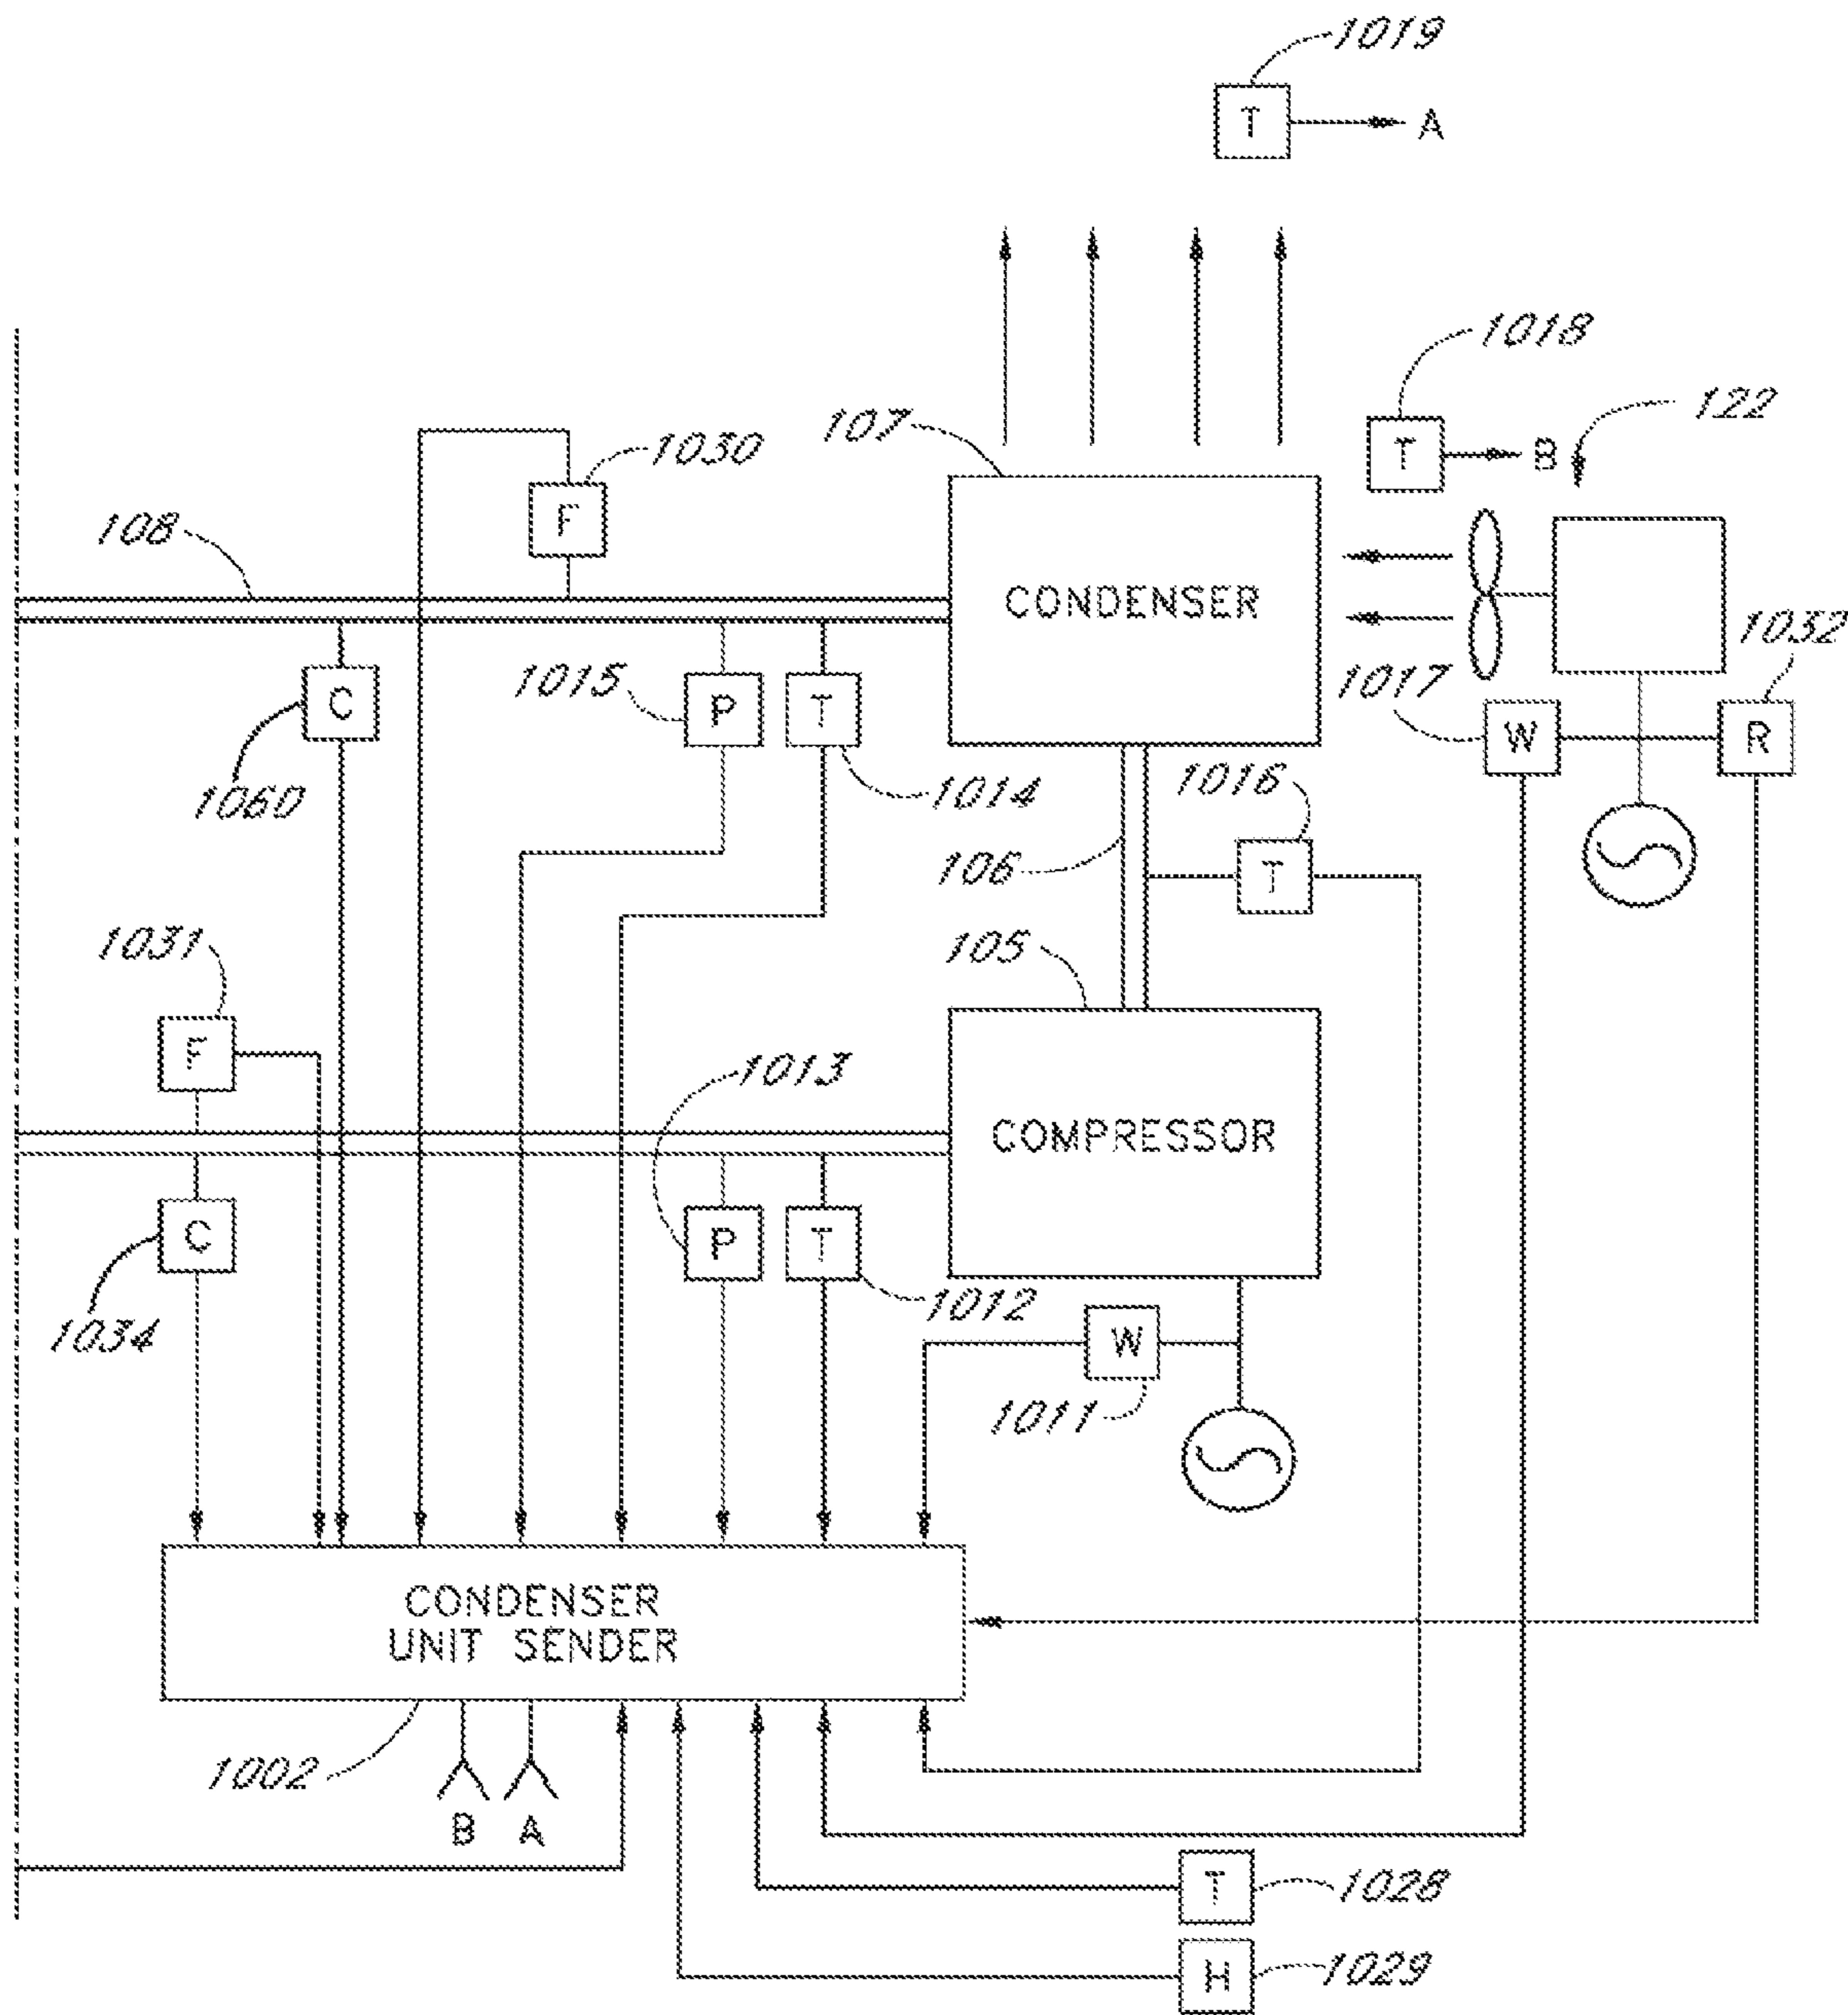 1019
T
A
1018
107
122
1030
T
B
F
108
CONDENSER
1032
1015
1017
C
P
T
W
R
1060
1014
1016
106
T
1031
105
F
1013
COMPRESSOR
C
P
T
1012
1034
W
1011
CONDENSER
UNIT SENDER
1002
B
A
T
1028
H
1029